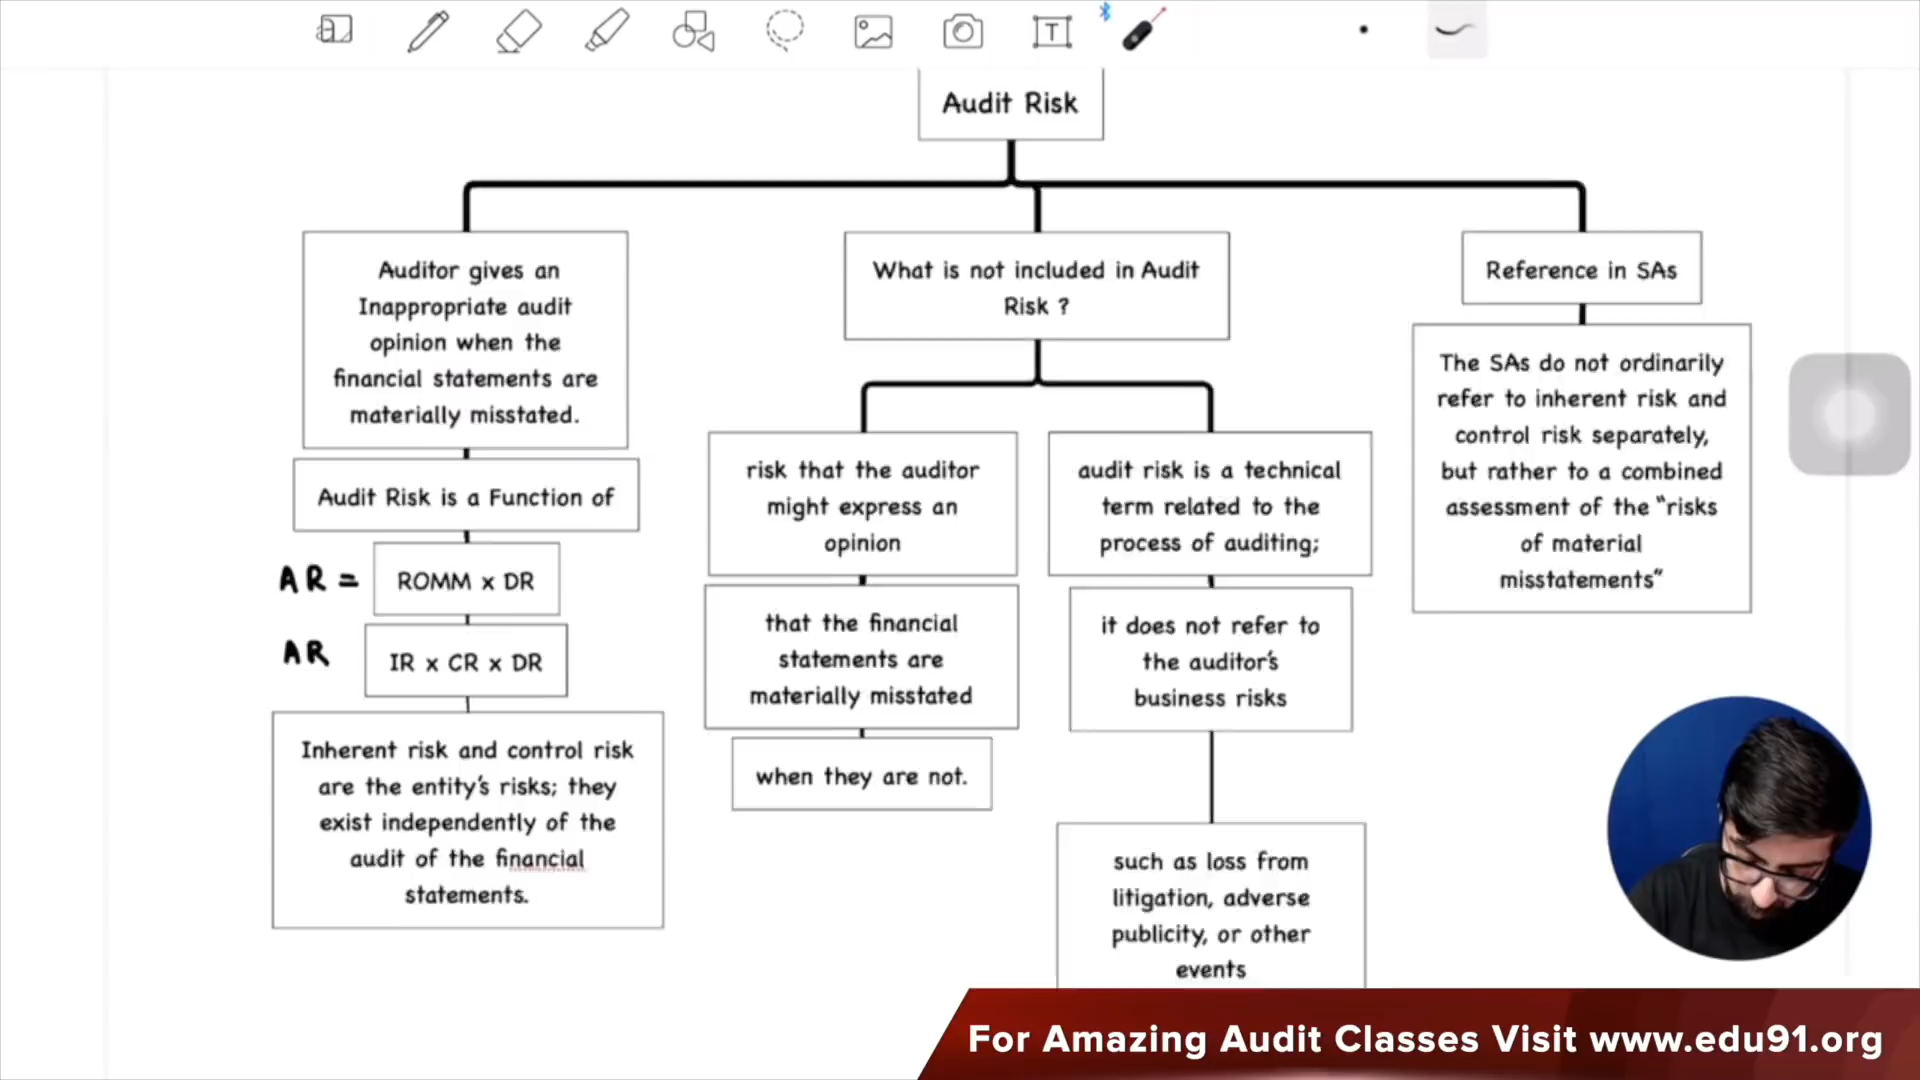 Audit Risk
Auditor gives an
Inappropriate audit
opinion when the
financial statements are
materially misstated.
Audit Risk is a Function of
AR =
ROMM x DR
AR
IR x CR x DR
Inherent risk and control risk
are the entity's risks; they
exist independently of the
audit of the financial
statements.
What is not included in Audit
Risk ?
risk that the auditor
might express an
opinion
that the financial
statements are
materially misstated
when they are not.
audit risk is a technical
term related to the
process of auditing;
it does not refer to
the auditor's
business risks
such as loss from
litigation, adverse
publicity, or other
events
Reference in SAs
The SAs do not ordinarily
refer to inherent risk and
control risk separately,
but rather to a combined
assessment of the "risks
of material
misstatements"
For Amazing Audit Classes Visit www.edu91.org